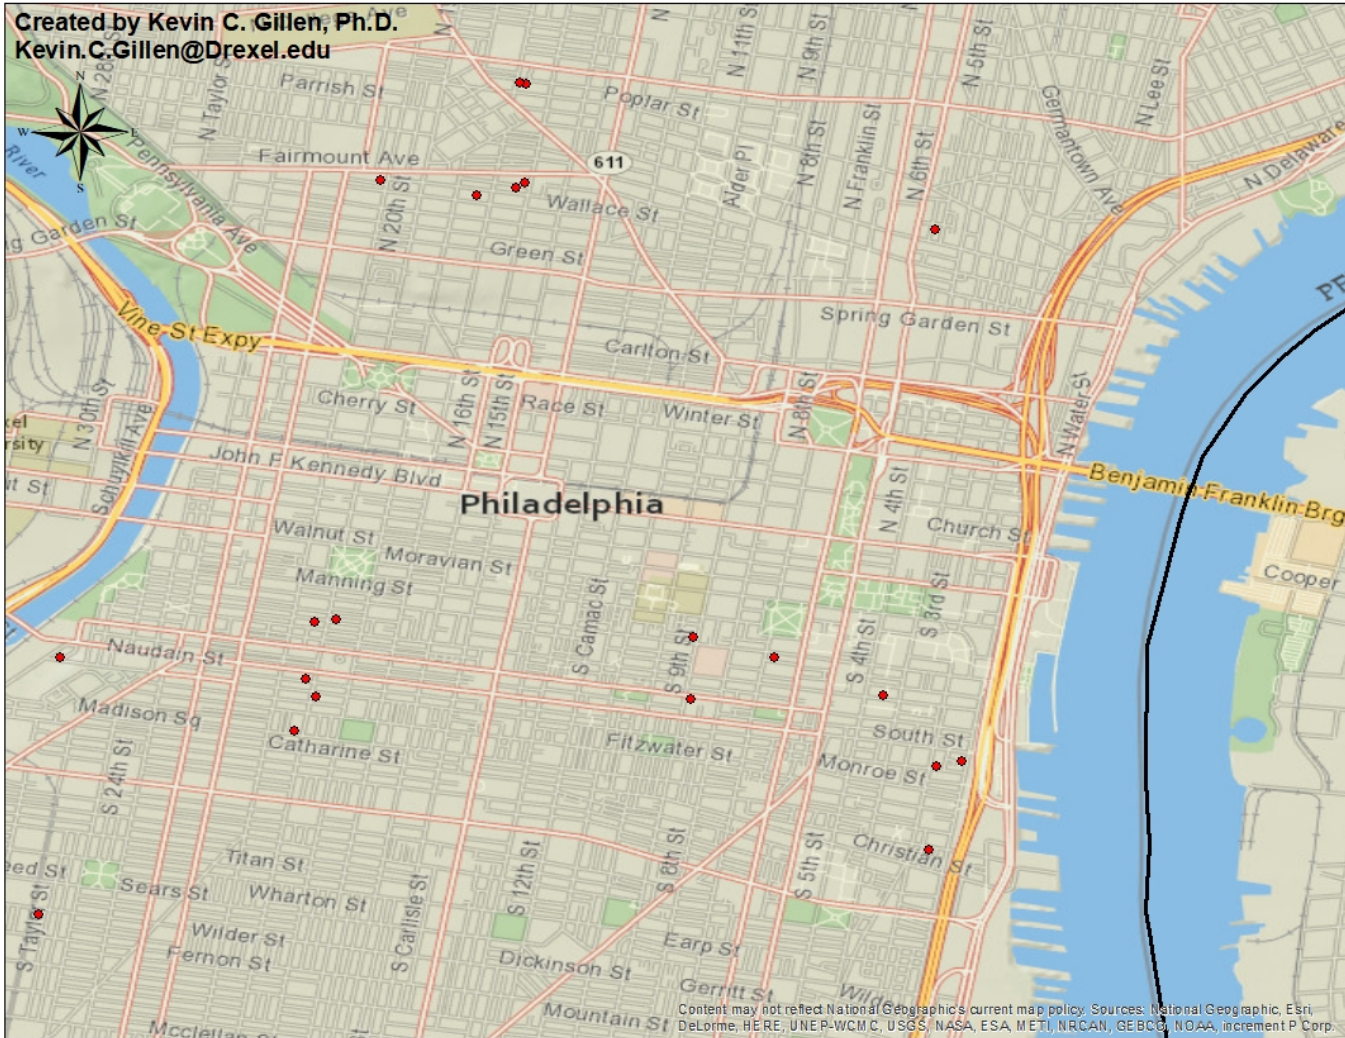 Created by Kevin C. Gillen, Ph.D.
Kevin.C.Gillen@Drexel.edu
N
W
E
S
N 28th St
N Taylor St
Parrish St
N 11th St
N 9th St
N 5th St
N Lee St
Poplar St
Germantown Ave
River
Pennsylvania Ave
Fairmount Ave
611
N 20th St
Wallace St
Alder Pl
N 8th St
N Franklin St
N 6th St
N Delaware
Garden St
Green St
Vine St Expy
Spring Garden St
Carlton St
N 30th St
Schuylkill Ave
Cherry St
N 16th St
N 15th St
Race St
Winter St
N 8th St
N Water St
John F Kennedy Blvd
Benjamin Franklin Brg
Philadelphia
N 4th St
Church St
Walnut St
Moravian St
Manning St
Cooper
S Camac St
S 9th St
S 4th St
S 3rd St
Naudain St
Madison Sq
Catharine St
Fitzwater St
South St
Monroe St
S 24th St
Titan St
Sears St
Wharton St
S Carlisle St
S 12th St
S 8th St
S 5th St
Christian St
S Taylor St
Wilder St
Fernon St
Earp St
Dickinson St
Gerritt St
Mountain St
Content may not reflect National Geographic's current map policy. Sources: National Geographic, Esri,
DeLorme, HERE, UNEP-WCMC, USGS, NASA, ESA, METI, NRCAN, GEBCO, NOAA, increment P Corp.